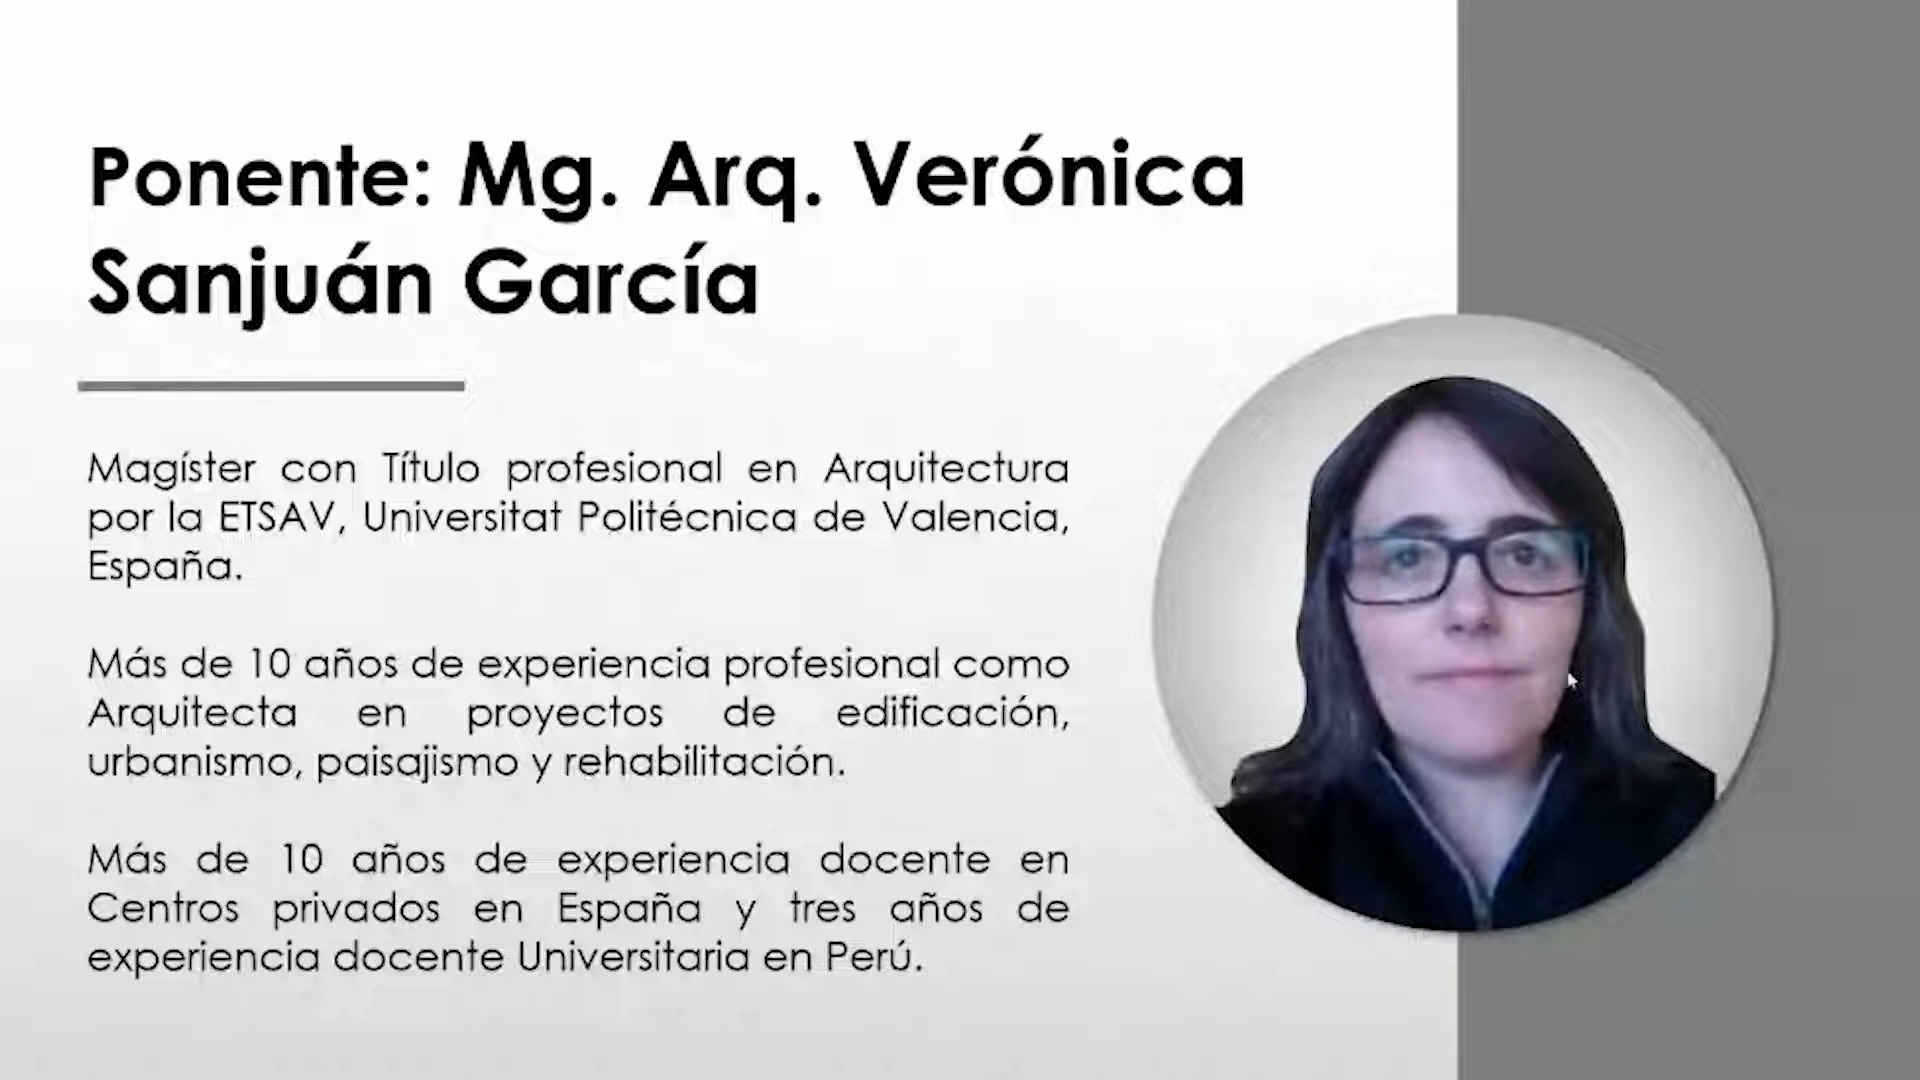 Ponente: Mg. Arq. Verónica
Sanjuán García
Magíster con Título profesional en Arquitectura
por la ETSAV, Universitat Politécnica de Valencia,
España.
Más de 10 años de experiencia profesional como
Arquitecta en proyectos de edificación,
urbanismo, paisajismo y rehabilitación.
Más de 10 años de experiencia docente en
Centros privados en España y tres años de
experiencia docente Universitaria en Perú.